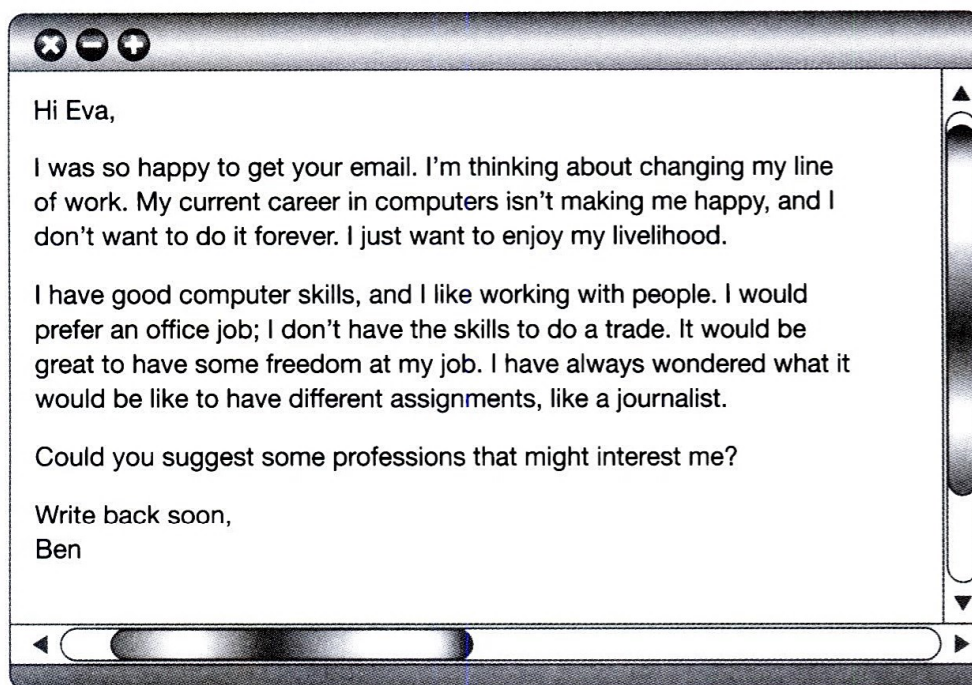 Hi Eva,
I was so happy to get your email. I'm thinking about changing my line
of work. My current career in computers isn't making me happy, and I
don't want to do it forever. I just want to enjoy my livelihood.
I have good computer skills, and I like working with people. I would
prefer an office job; I don't have the skills to do a trade. It would be
great to have some freedom at my job. I have always wondered what it
would be like to have different assignments, like a journalist.
Could you suggest some professions that might interest me?
Write back soon,
Ben